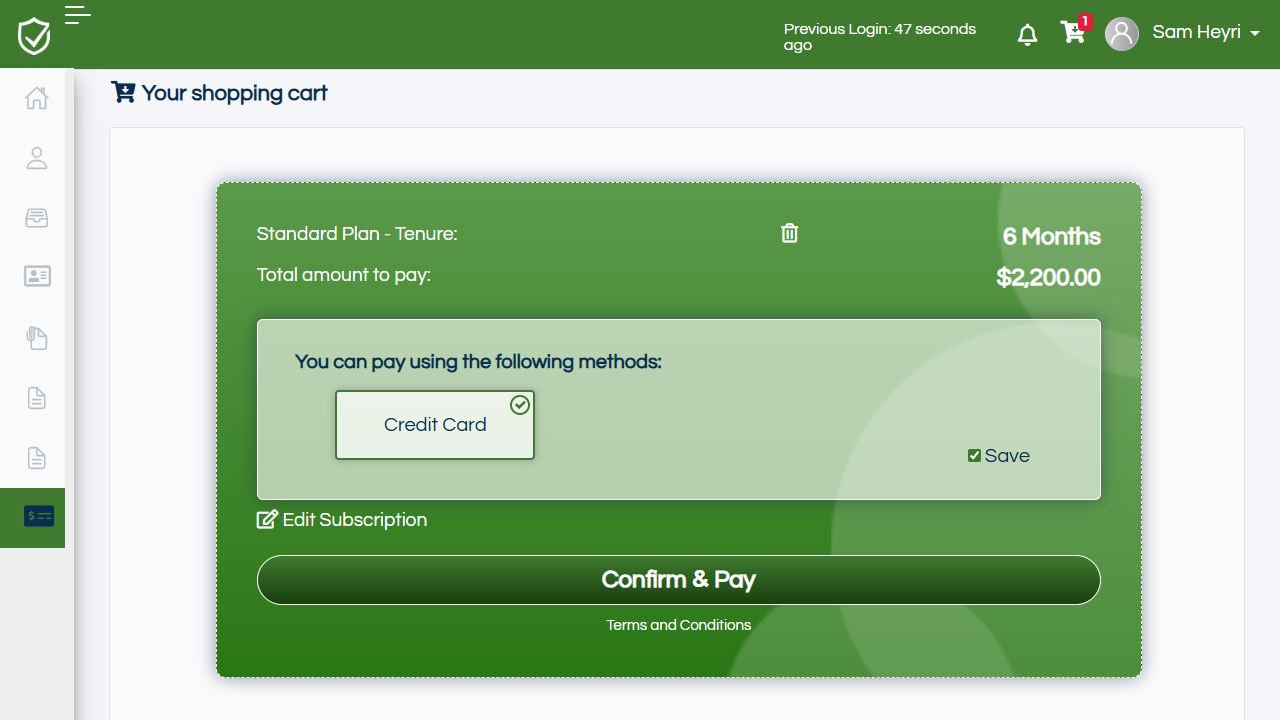 Previous Login: 47 seconds
ago
1
Sam Heyri
Your shopping cart
Standard Plan - Tenure:
6 Months
Total amount to pay:
$2,200.00
You can pay using the following methods:
Credit Card
Save
Edit Subscription
Confirm & Pay
Terms and Conditions